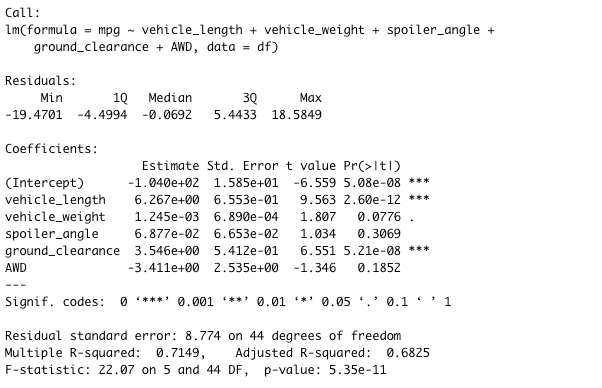 Call:
lm(formula = mpg ~ vehicle_length + vehicle_weight + spoiler_angle +
    ground_clearance + AWD, data = df)

Residuals:
     Min       1Q   Median       3Q      Max
-19.4701  -4.4994  -0.0692   5.4433  18.5849

Coefficients:
                   Estimate Std. Error t value Pr(>|t|)
(Intercept)      -1.040e+02  1.585e+01  -6.559 5.08e-08 ***
vehicle_length    6.267e+00  6.553e-01   9.563 2.60e-12 ***
vehicle_weight    1.245e-03  6.890e-04   1.807   0.0776 .
spoiler_angle     6.877e-02  6.653e-02   1.034   0.3069
ground_clearance  3.546e+00  5.412e-01   6.551 5.21e-08 ***
AWD              -3.411e+00  2.535e+00  -1.346   0.1852
---
Signif. codes:  0 ‘***’ 0.001 ‘**’ 0.01 ‘*’ 0.05 ‘.’ 0.1 ‘ ’ 1

Residual standard error: 8.774 on 44 degrees of freedom
Multiple R-squared:  0.7149,    Adjusted R-squared:  0.6825
F-statistic: 22.07 on 5 and 44 DF,  p-value: 5.35e-11